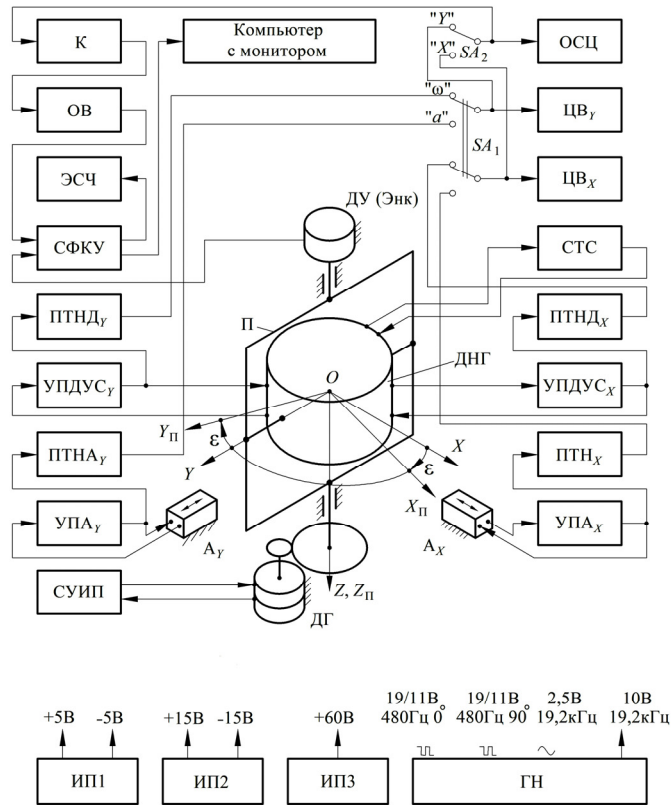 К
Компьютер
с монитором
"Y"
"X"
SA2
ОСЦ
ОВ
"ω"
"a"
SA1
ЦВY
ЭСЧ
ЦВX
ДУ (Энк)
СФКУ
СТС
ПТНДY
П
ПТНДX
ДНГ
УПДУСY
O
УПДУСX
YП
ε
Y
X
ε
XП
ПТНАY
ПТНX
УПАY
АY
АX
УПАX
СУИП
Z, ZП
ДГ
+5В
-5В
+15В
-15В
+60В
19/11В
480Гц 0°
19/11В
480Гц 90°
2,5В
19,2кГц
10В
19,2кГц
ИП1
ИП2
ИП3
ГН